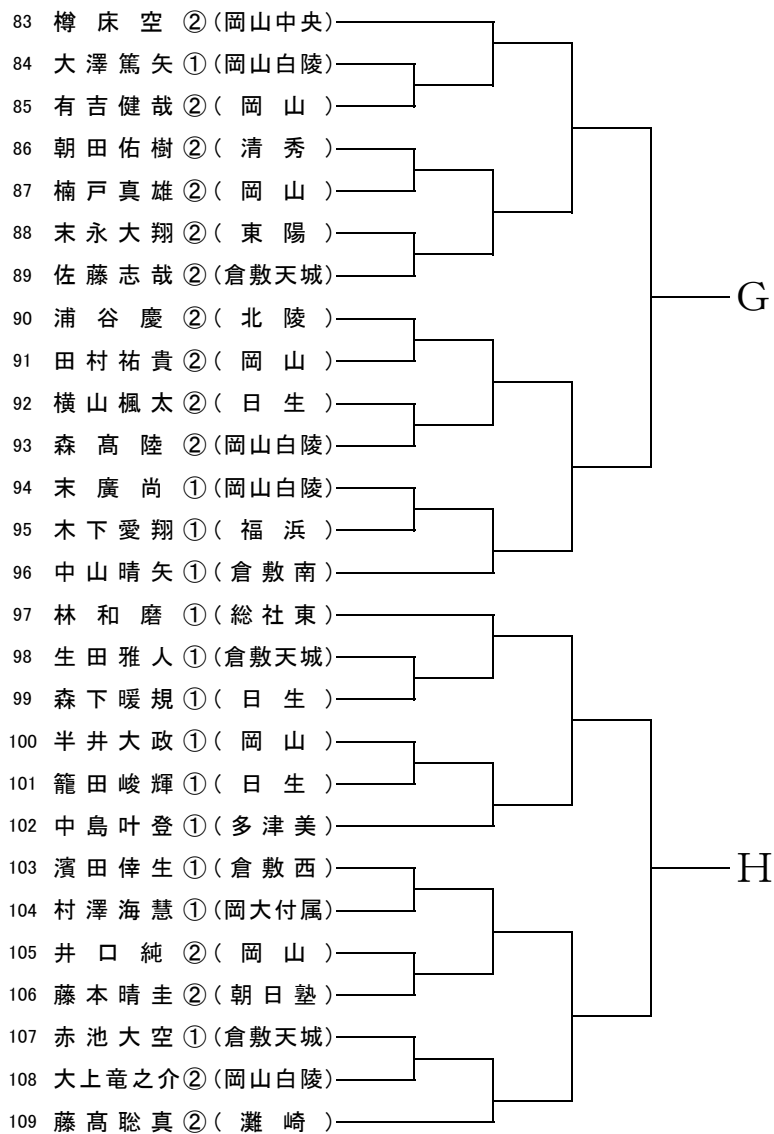 83 樽床空②(岡山中央)
84 大澤篤矢①(岡山白陵)
85 有吉健哉②(岡山)
86 朝田佑樹②(清秀)
87 楠戸真雄②(岡山)
88 末永大翔②(東陽)
89 佐藤志哉②(倉敷天城)
G
90 浦谷慶②(北陵)
91 田村祐貴②(岡山)
92 横山楓太②(日生)
93 森髙陸②(岡山白陵)
94 末廣尚①(岡山白陵)
95 木下愛翔①(福浜)
96 中山晴矢①(倉敷南)
97 林和磨①(総社東)
98 生田雅人①(倉敷天城)
99 森下暖規①(日生)
100 半井大政①(岡山)
101 籠田峻輝①(日生)
102 中島叶登①(多津美)
103 濱田倖生①(倉敷西)
H
104 村澤海慧①(岡大付属)
105 井口純②(岡山)
106 藤本晴圭②(朝日塾)
107 赤池大空①(倉敷天城)
108 大上竜之介②(岡山白陵)
109 藤髙聡真②(灘崎)